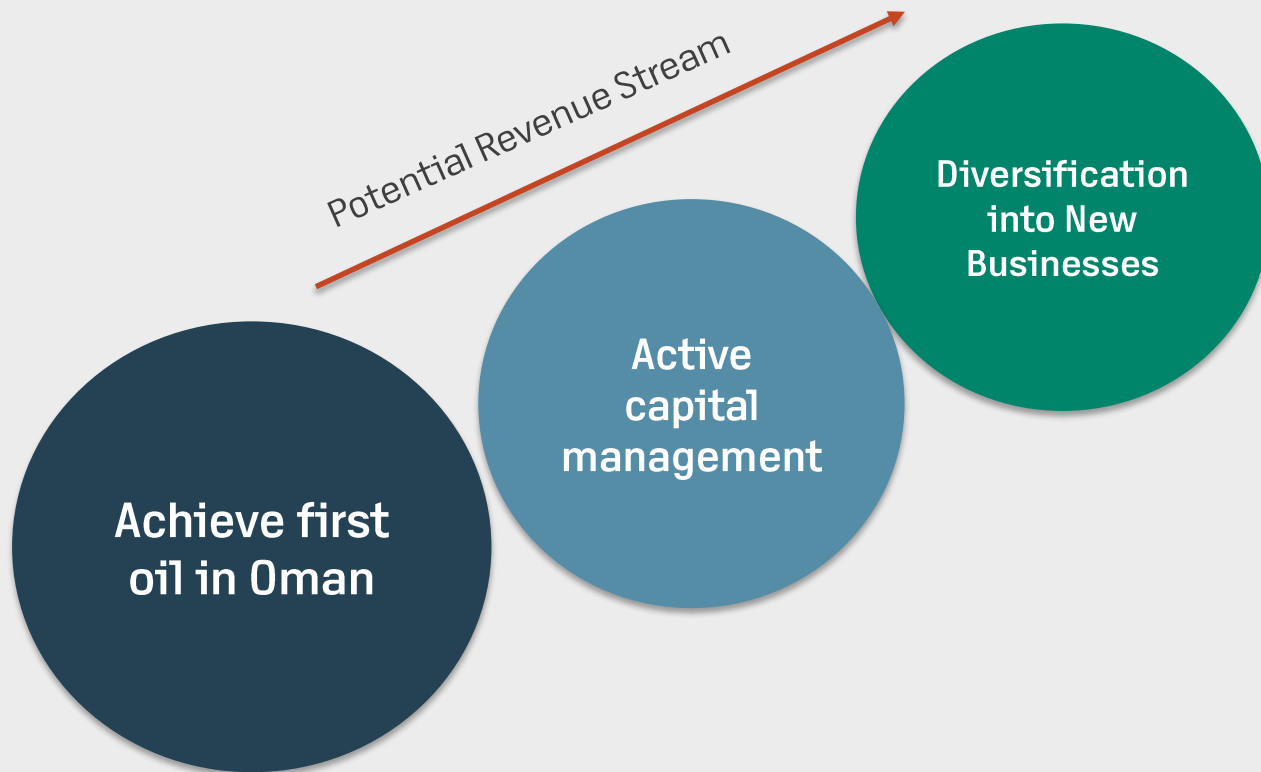 Potential Revenue Stream
Diversification
into New
Businesses
Active
capital
management
Achieve first
oil in Oman